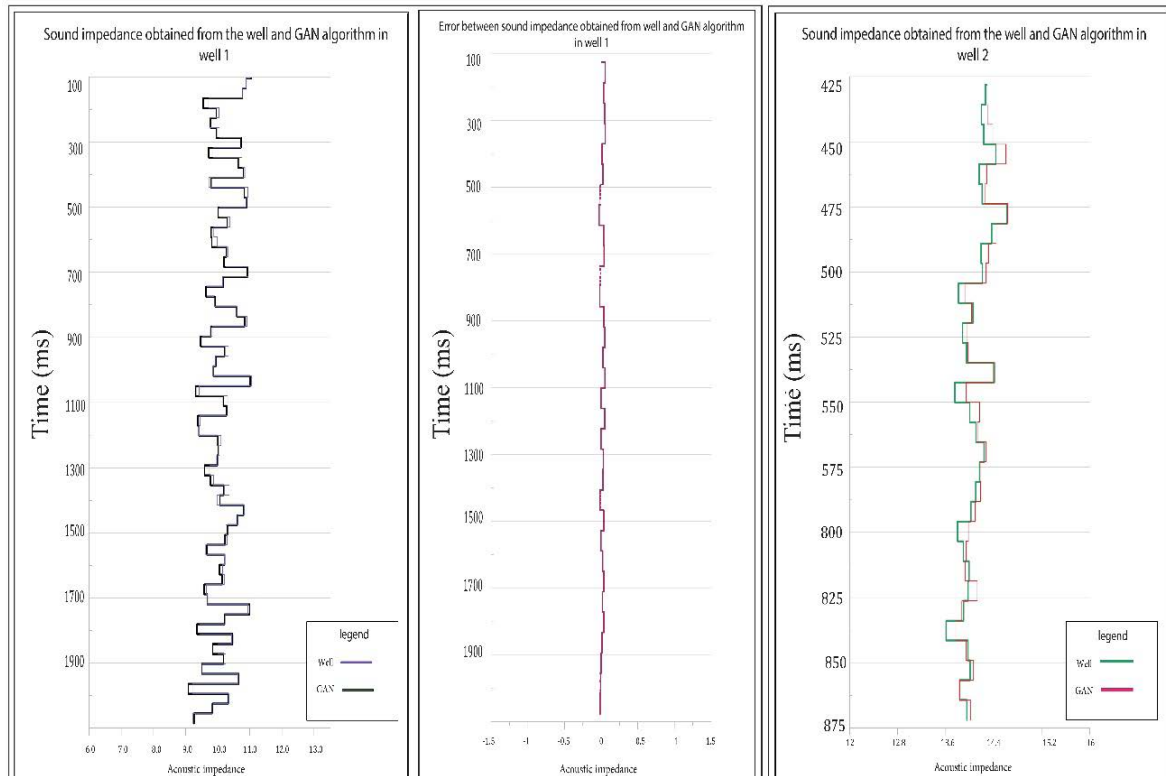 Sound impedance obtained from the well and GAN algorithm in
well 1
100
300
500
700
900
1100
1300
1500
1700
1900
Time (ms)
legend
Well
GAN
6.0 7.0 8.0 9.0 10.0 11.0 12.0 13.0
Acoustic impedance
Error between sound impedance obtained from well and GAN algorithm
in well 1
100
300
500
700
900
1100
1300
1500
1700
1900
Time (ms)
-1.5 -1 -0.5 0 0.5 1 1.5
Acoustic impedance
Sound impedance obtained from the well and GAN algorithm in
well 2
425
450
475
500
525
550
575
800
825
850
875
Time (ms)
legend
Well
GAN
12 12.8 13.6 15.2 16
Acoustic impedance